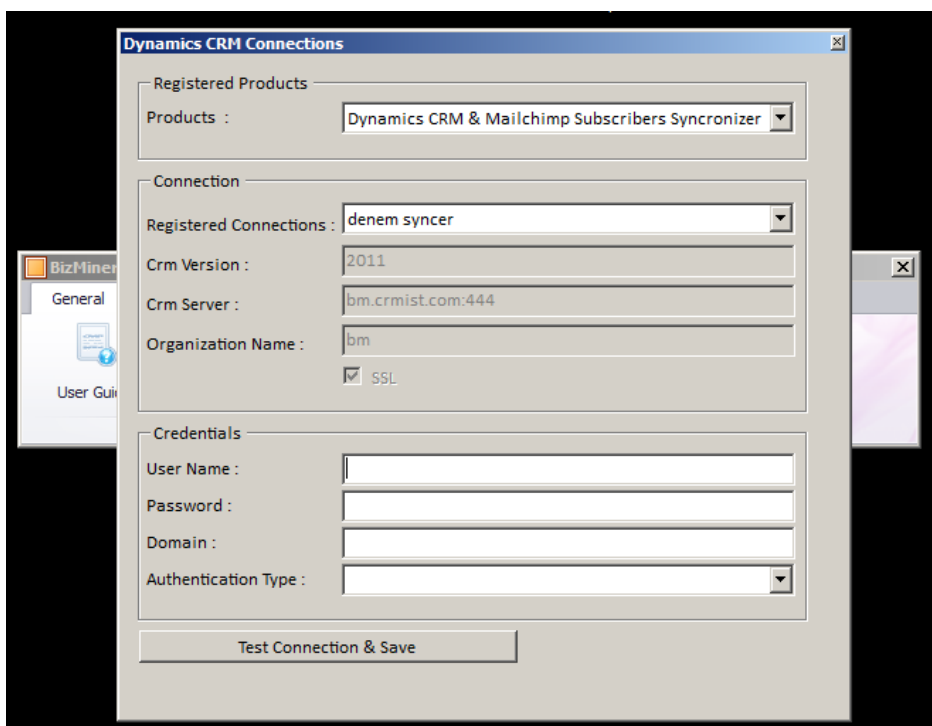 Dynamics CRM Connections
Registered Products
Products :
Dynamics CRM & Mailchimp Subscribers Syncronizer
Connection
Registered Connections :
denem syncer
Crm Version :
2011
Crm Server :
bm.crmist.com:444
Organization Name :
bm
SSL
Credentials
User Name :
Password :
Domain :
Authentication Type :
Test Connection & Save
BizMiner
General
User Gui